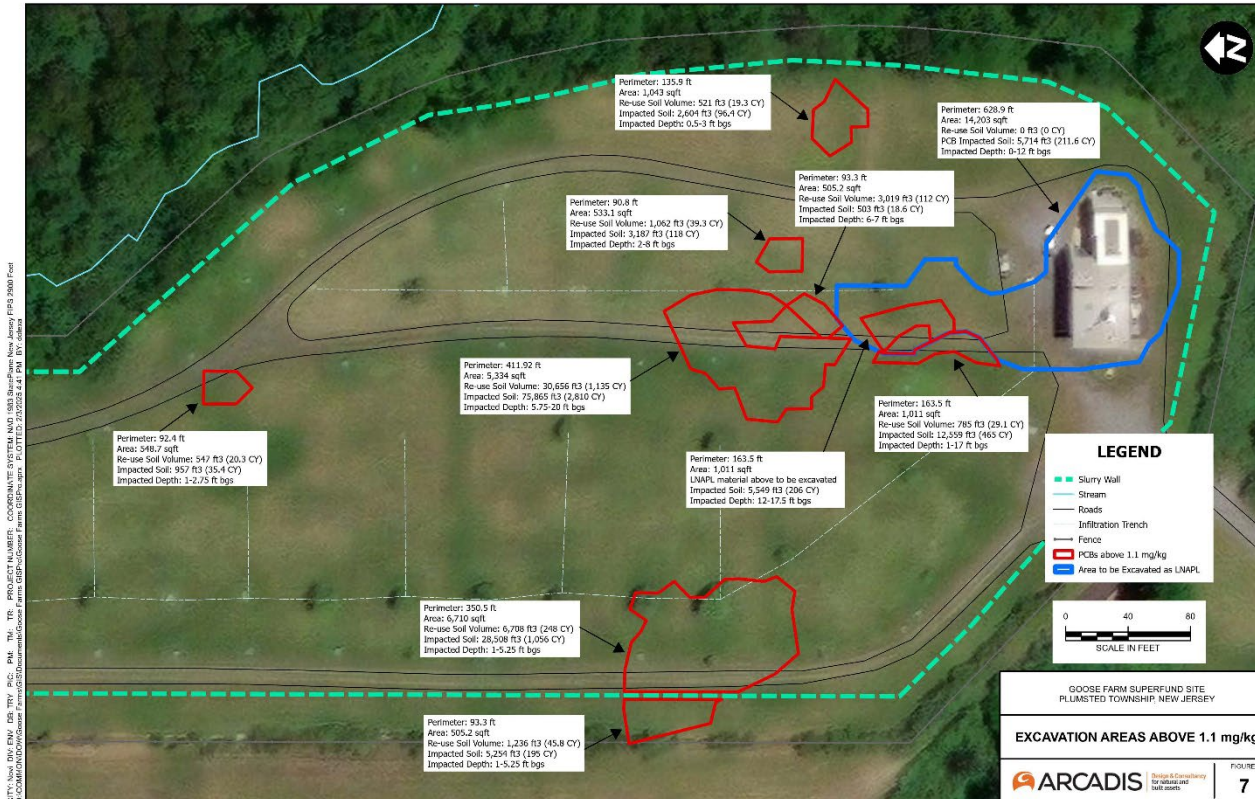 N
Perimeter: 135.9 ft
Area: 1,043 sqft
Re-use Soil Volume: 521 ft3 (19.3 CY)
Impacted Soil: 2,604 ft3 (96.4 CY)
Impacted Depth: 0.5-3 ft bgs
Perimeter: 628.9 ft
Area: 14,203 sqft
Re-use Soil Volume: 0 ft3 (0 CY)
PCB Impacted Soil: 5,714 ft3 (211.6 CY)
Impacted Depth: 0-12 ft bgs
Perimeter: 93.3 ft
Area: 505.2 sqft
Re-use Soil Volume: 3,019 ft3 (112 CY)
Impacted Soil: 503 ft3 (18.6 CY)
Impacted Depth: 6-7 ft bgs
Perimeter: 90.8 ft
Area: 533.1 sqft
Re-use Soil Volume: 1,062 ft3 (39.3 CY)
Impacted Soil: 3,187 ft3 (118 CY)
Impacted Depth: 2-8 ft bgs
Perimeter: 411.92 ft
Area: 5,334 sqft
Re-use Soil Volume: 30,656 ft3 (1,135 CY)
Impacted Soil: 75,865 ft3 (2,810 CY)
Impacted Depth: 5.75-20 ft bgs
Perimeter: 163.5 ft
Area: 1,011 sqft
Re-use Soil Volume: 785 ft3 (29.1 CY)
Impacted Soil: 12,559 ft3 (465 CY)
Impacted Depth: 1-17 ft bgs
Perimeter: 92.4 ft
Area: 548.7 sqft
Re-use Soil Volume: 547 ft3 (20.3 CY)
Impacted Soil: 957 ft3 (35.4 CY)
Impacted Depth: 1-2.75 ft bgs
Perimeter: 163.5 ft
Area: 1,011 sqft
LNAPL material above to be excavated
Impacted Soil: 5,549 ft3 (206 CY)
Impacted Depth: 12-17.5 ft bgs
Perimeter: 350.5 ft
Area: 6,710 sqft
Re-use Soil Volume: 6,708 ft3 (248 CY)
Impacted Soil: 28,508 ft3 (1,056 CY)
Impacted Depth: 1-5.25 ft bgs
Perimeter: 93.3 ft
Area: 505.2 sqft
Re-use Soil Volume: 1,236 ft3 (45.8 CY)
Impacted Soil: 5,254 ft3 (195 CY)
Impacted Depth: 1-5.25 ft bgs
LEGEND
Slurry Wall
Stream
Roads
Infiltration Trench
Fence
PCBs above 1.1 mg/kg
Area to be Excavated as LNAPL
0 40 80
SCALE IN FEET
GOOSE FARM SUPERFUND SITE
PLUMSTED TOWNSHIP, NEW JERSEY
EXCAVATION AREAS ABOVE 1.1 mg/kg
ARCADIS
Design & Consultancy
for natural and
built assets
FIGURE
7